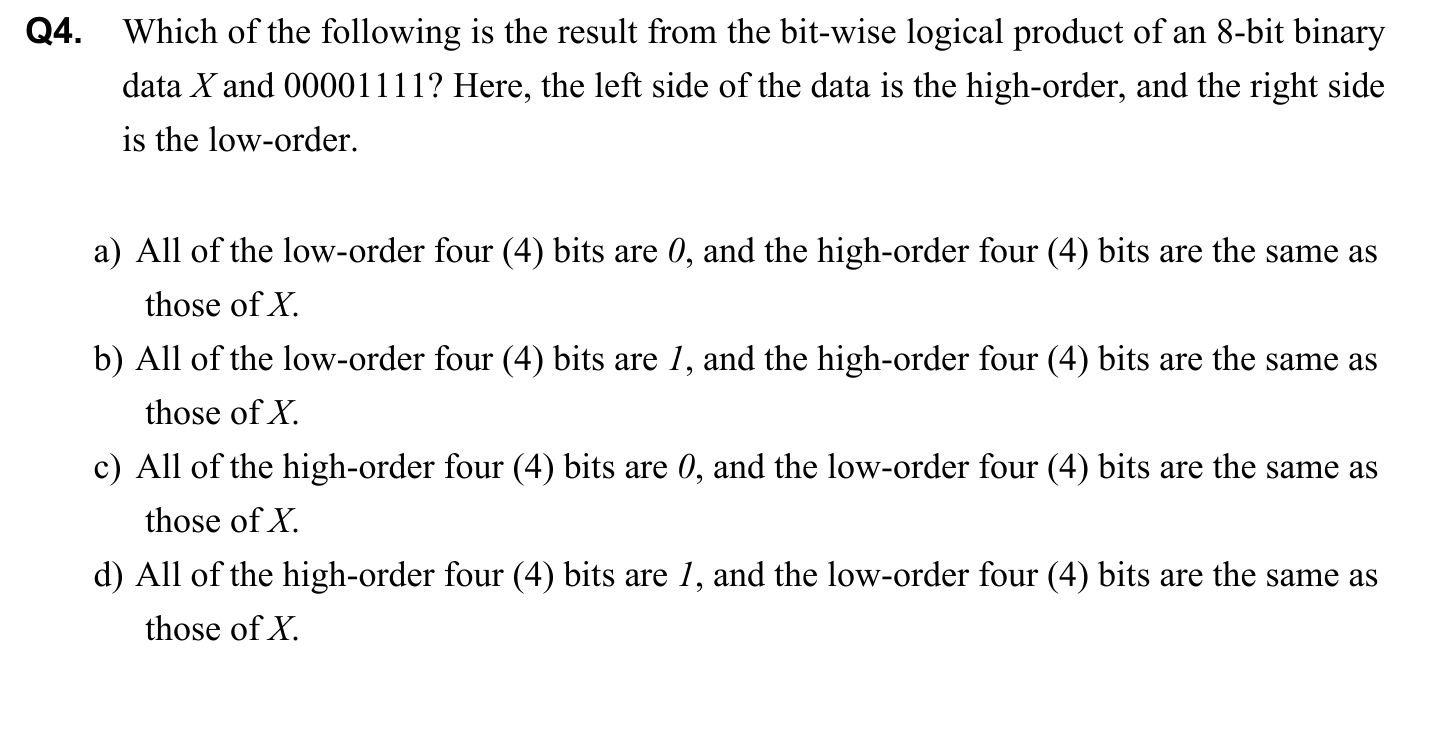 Q4. Which of the following is the result from the bit-wise logical product of an 8-bit binary
data X and 00001111? Here, the left side of the data is the high-order, and the right side
is the low-order.
a) All of the low-order four (4) bits are 0, and the high-order four (4) bits are the same as
those of X.
b) All of the low-order four (4) bits are 1, and the high-order four (4) bits are the same as
those of X.
c) All of the high-order four (4) bits are 0, and the low-order four (4) bits are the same as
those of X.
d) All of the high-order four (4) bits are 1, and the low-order four (4) bits are the same as
those of X.